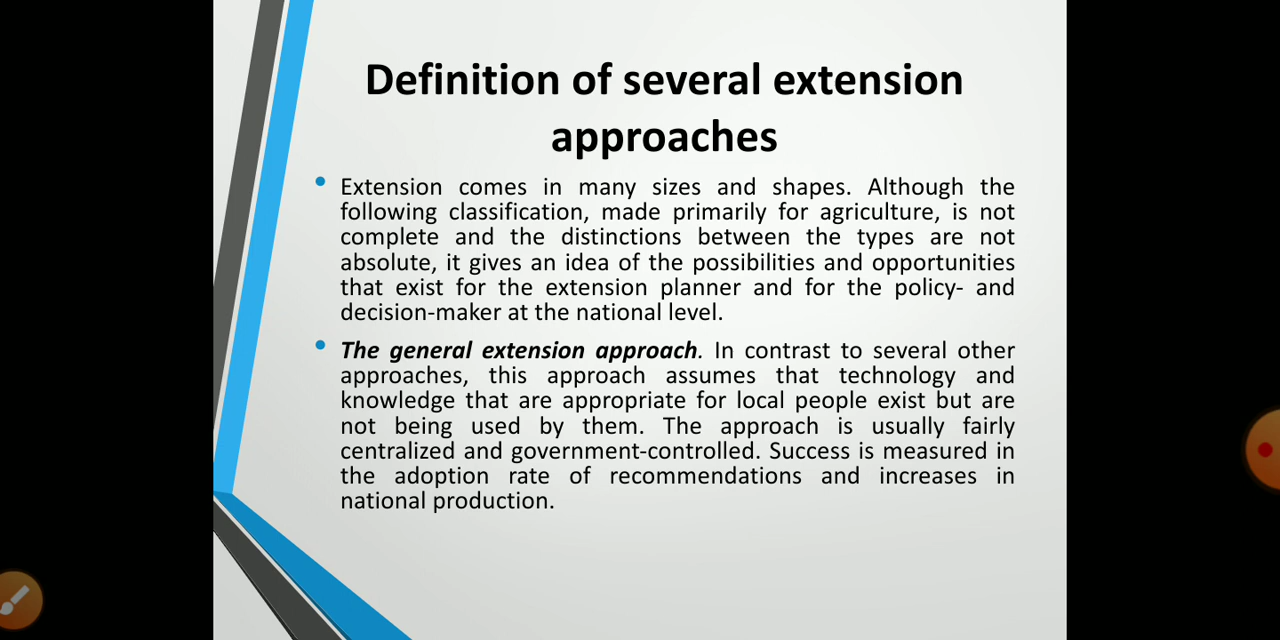 Definition of several extension
approaches
• Extension comes in many sizes and shapes. Although the
following classification, made primarily for agriculture, is not
complete and the distinctions between the types are not
absolute, it gives an idea of the possibilities and opportunities
that exist for the extension planner and for the policy- and
decision-maker at the national level.
• The general extension approach. In contrast to several other
approaches, this approach assumes that technology and
knowledge that are appropriate for local people exist but are
not being used by them. The approach is usually fairly
centralized and government-controlled. Success is measured in
the adoption rate of recommendations and increases in
national production.